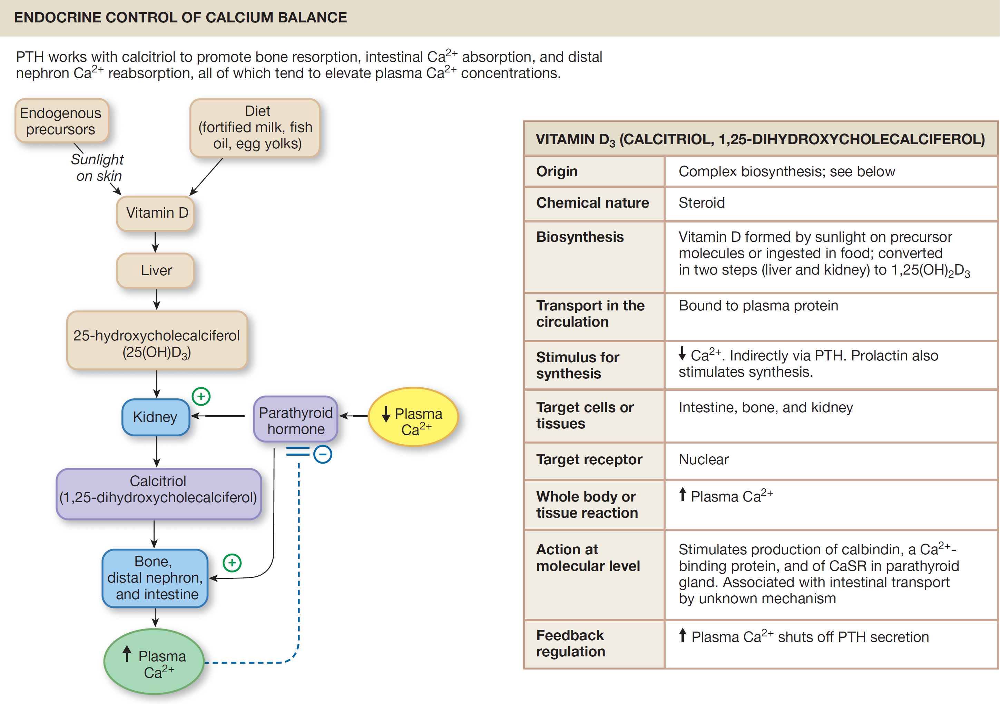 ENDOCRINE CONTROL OF CALCIUM BALANCE
PTH works with calcitriol to promote bone resorption, intestinal Ca²⁺ absorption, and distal
nephron Ca²⁺ reabsorption, all of which tend to elevate plasma Ca²⁺ concentrations.
Endogenous
precursors
Diet
(fortified milk, fish
oil, egg yolks)
Sunlight
on skin
Vitamin D
Liver
25-hydroxycholecalciferol
(25(OH)D₃)
Kidney
+
Parathyroid
hormone
↓ Plasma
Ca²⁺
−
Calcitriol
(1,25-dihydroxycholecalciferol)
Bone,
distal nephron,
and intestine
+
↑ Plasma
Ca²⁺
VITAMIN D₃ (CALCITRIOL, 1,25-DIHYDROXYCHOLECALCIFEROL)
Origin
Complex biosynthesis; see below
Chemical nature
Steroid
Biosynthesis
Vitamin D formed by sunlight on precursor
molecules or ingested in food; converted
in two steps (liver and kidney) to 1,25(OH)₂D₃
Transport in the
circulation
Bound to plasma protein
Stimulus for
synthesis
↓ Ca²⁺. Indirectly via PTH. Prolactin also
stimulates synthesis.
Target cells or
tissues
Intestine, bone, and kidney
Target receptor
Nuclear
Whole body or
tissue reaction
↑ Plasma Ca²⁺
Action at
molecular level
Stimulates production of calbindin, a Ca²⁺-
binding protein, and of CaSR in parathyroid
gland. Associated with intestinal transport
by unknown mechanism
Feedback
regulation
↑ Plasma Ca²⁺ shuts off PTH secretion